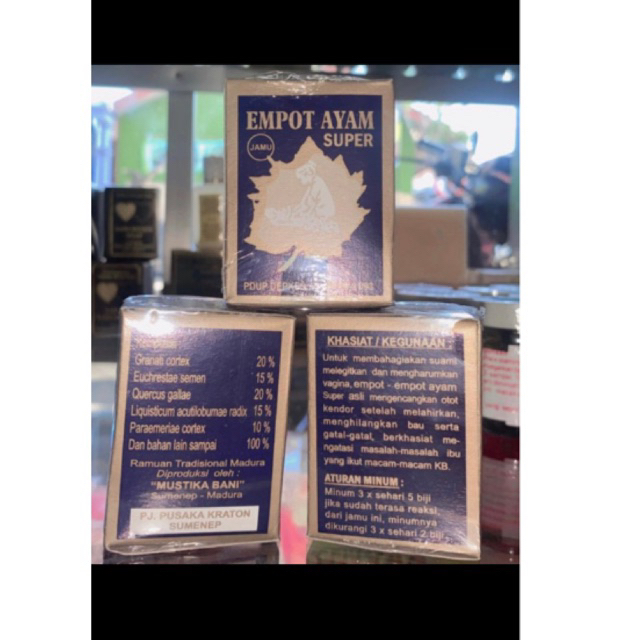 EMPOT AYAM
JAMU
SUPER
PDUP
Komposisi
Granati cortex 20 %
Euchrestae semen 15 %
Quercus gallae 20 %
Liquisticum acutilobumae radix 15 %
Paraemeriae cortex 10 %
Dan bahan lain sampai 100 %
Ramuan Tradisional Madura
Diproduksi oleh :
"MUSTIKA BANI"
Sumenep - Madura
PJ. PUSAKA KRATON
SUMENEP
KHASIAT / KEGUNAAN :
Untuk membahagiakan suami
melegitkan dan mengharumkan
vagina, empot - empot ayam
Super asli mengencangkan otot
kendor setelah melahirkan,
menghilangkan bau serta
gatal-gatal, berkhasiat me-
ngatasi masalah-masalah ibu
yang ikut macam-macam KB.
ATURAN MINUM :
Minum 3 x sehari 5 biji
jika sudah terasa reaksi
dari jamu ini, minumnya
dikurangi 3 x sehari 2 biji